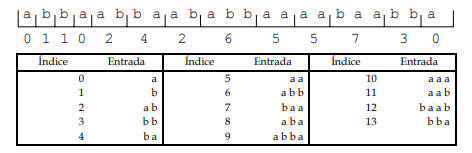 a b b a a b b a a b a b b a a a a b a a b b a
0 1 1 0 2 4 2 6 5 5 7 3 0
Índice Entrada Índice Entrada Índice Entrada
0 a 5 a a 10 a a a
1 b 6 a b b 11 a a b
2 a b 7 b a a 12 b a a b
3 b b 8 a b a 13 b b a
4 b a 9 a b b a